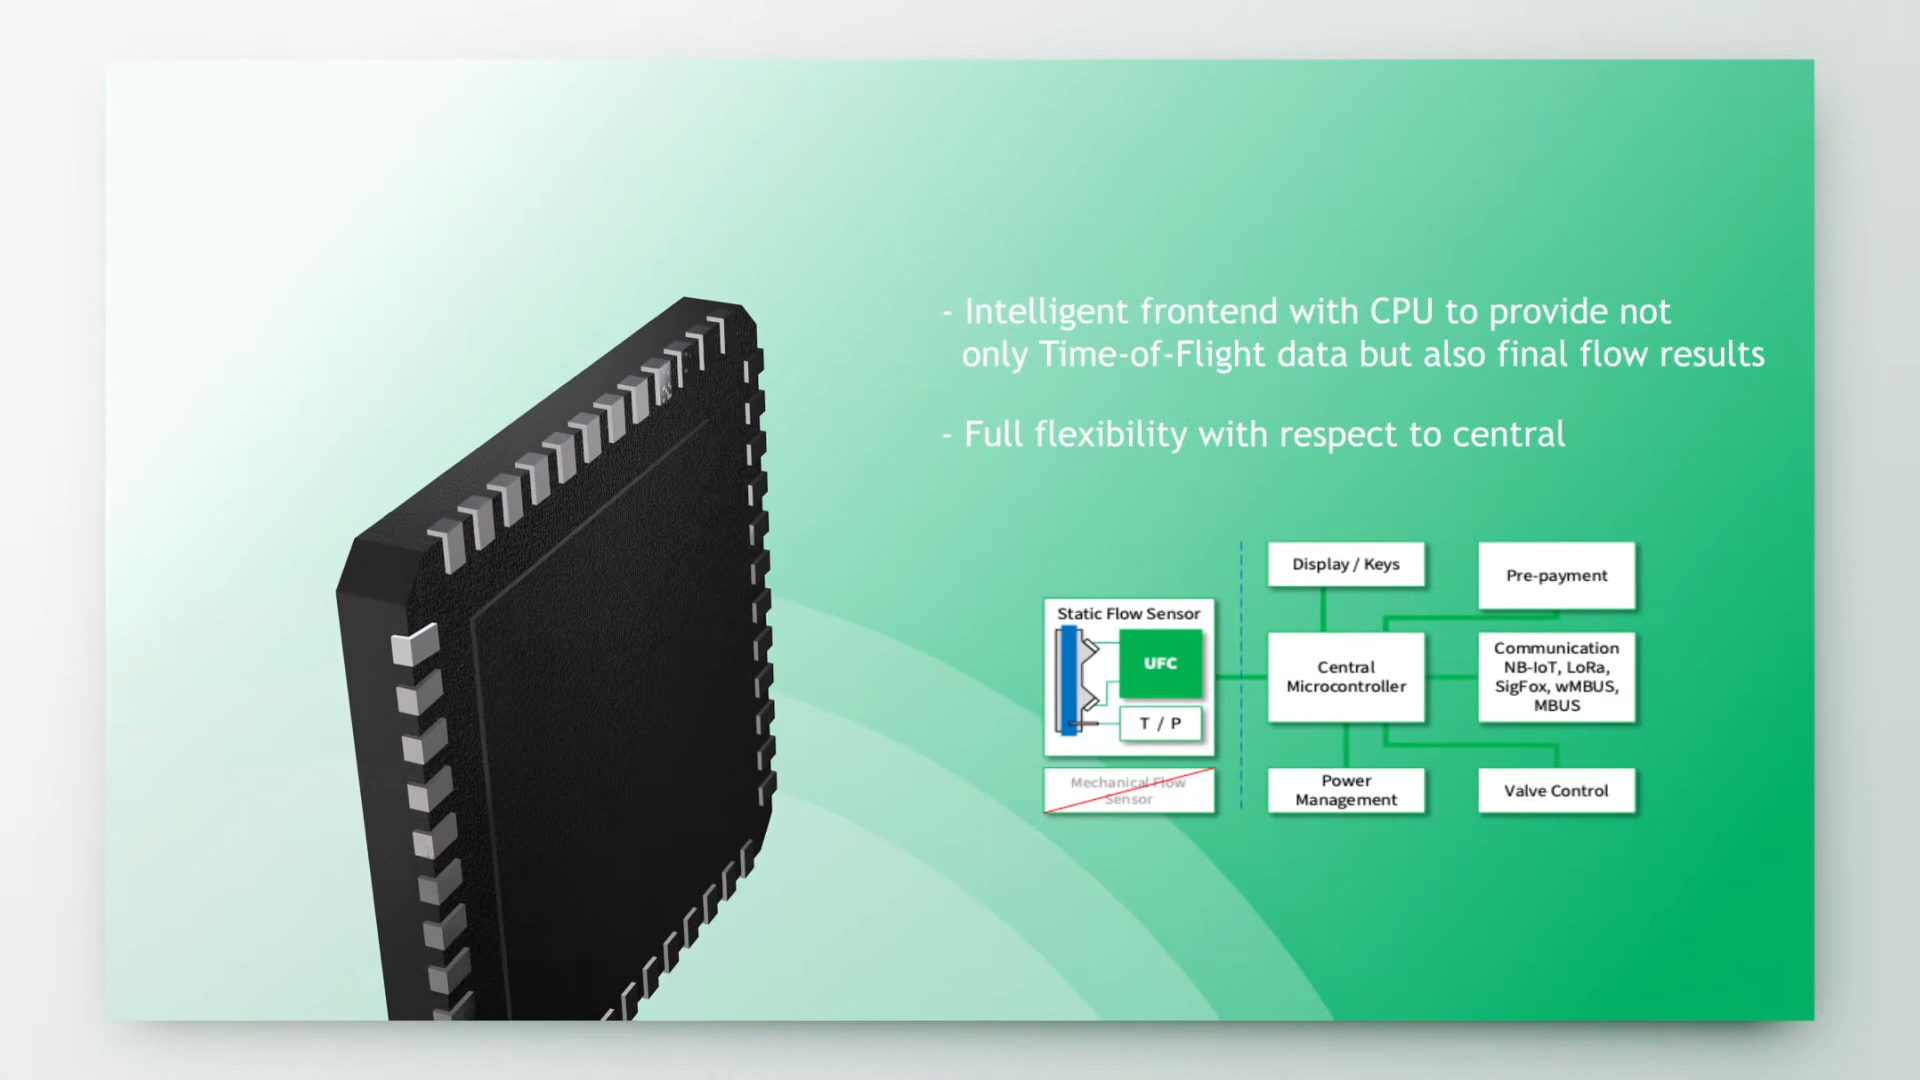 - Intelligent frontend with CPU to provide not
only Time-of-Flight data but also final flow results
- Full flexibility with respect to central
Static Flow Sensor
UFC
T / P
Mechanical Flow
Sensor
Display / Keys
Pre-payment
Central
Microcontroller
Communication
NB-IoT, LoRa,
SigFox, wMBUS,
MBUS
Power
Management
Valve Control